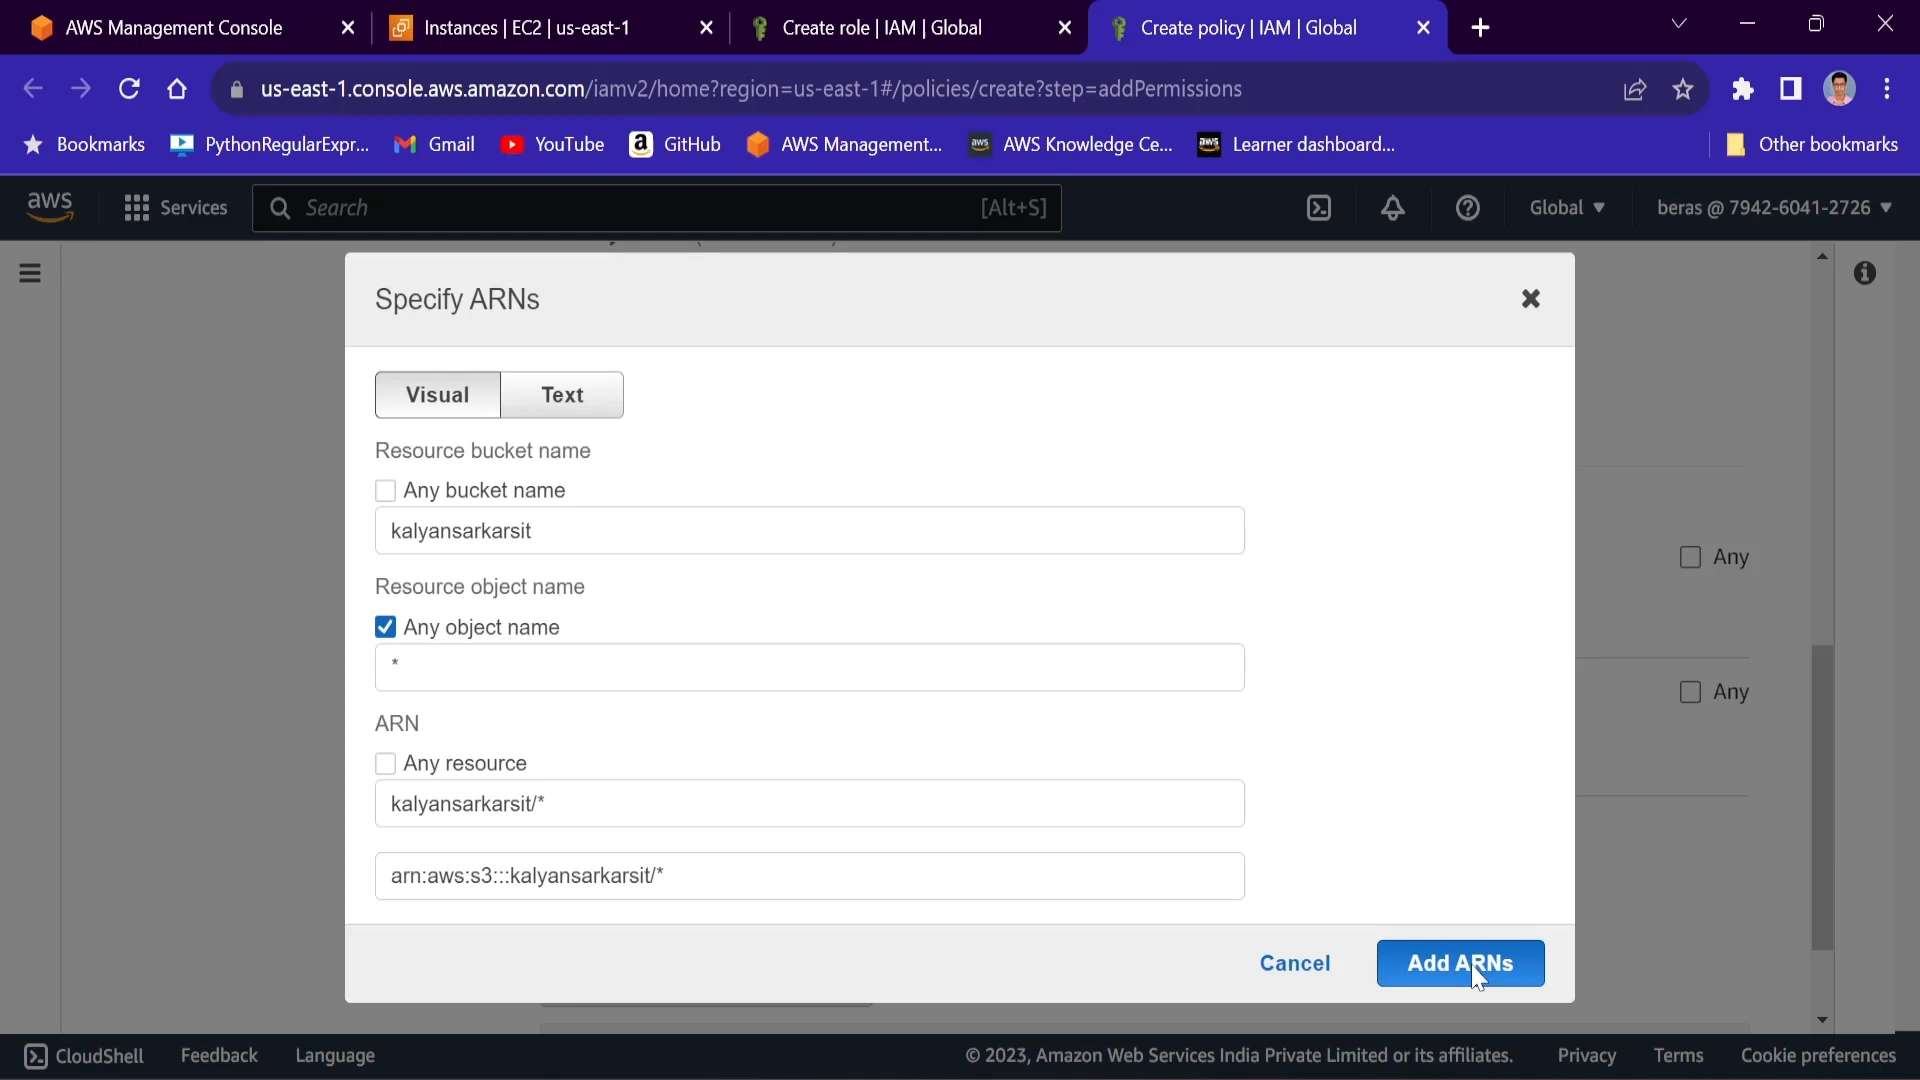 AWS Management Console
Instances | EC2 | us-east-1
Create role | IAM | Global
Create policy | IAM | Global
us-east-1.console.aws.amazon.com/iamv2/home?region=us-east-1#/policies/create?step=addPermissions
Bookmarks
PythonRegularExpr...
Gmail
YouTube
GitHub
AWS Management...
AWS Knowledge Ce...
Learner dashboard...
Other bookmarks
aws
Services
Search
[Alt+S]
Global
beras @ 7942-6041-2726
Specify ARNs
Visual
Text
Resource bucket name
Any bucket name
kalyansarkarsit
Resource object name
Any object name
*
ARN
Any resource
kalyansarkarsit/*
arn:aws:s3:::kalyansarkarsit/*
Any
Any
Cancel
Add ARNs
CloudShell
Feedback
Language
© 2023, Amazon Web Services India Private Limited or its affiliates.
Privacy
Terms
Cookie preferences